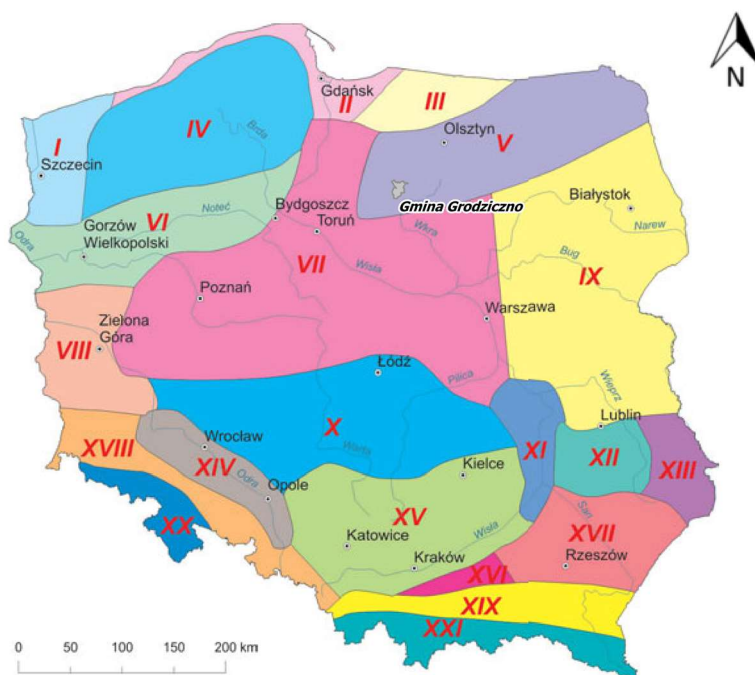 N
Gdańsk
II
III
IV
Brda
Olsztyn
V
I
Szczecin
Gmina Grodziczno
Białystok
Narew
Bydgoszcz
Toruń
Noteć
VI
Gorzów
Wielkopolski
Odra
Wkra
VII
Wisła
Bug
IX
Poznań
Warszawa
Zielona
Góra
VIII
Łódź
Pilica
Wieprz
Lublin
X
XI
XII
XIII
XVIII
Wrocław
XIV
Odra
Opole
Warta
Kielce
XV
San
XVII
Wisła
XX
Katowice
Kraków
XVI
Rzeszów
XIX
XXI
0 50 100 150 200 km